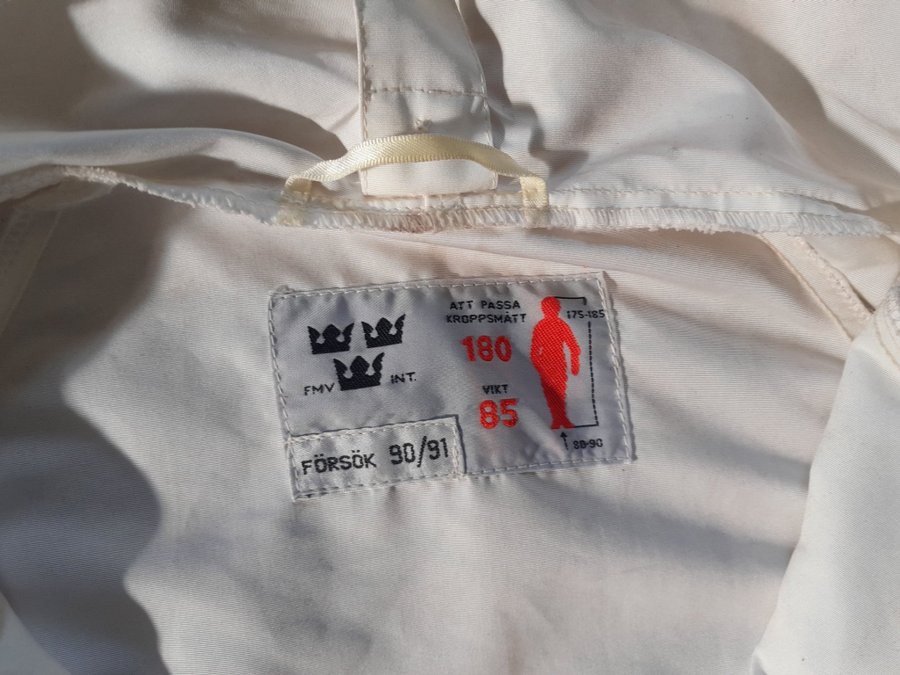 ATT PASSA
KROPPSMÅTT
175-185
180
VIKT
85
80-90
FMV INT.
FÖRSÖK 90/91